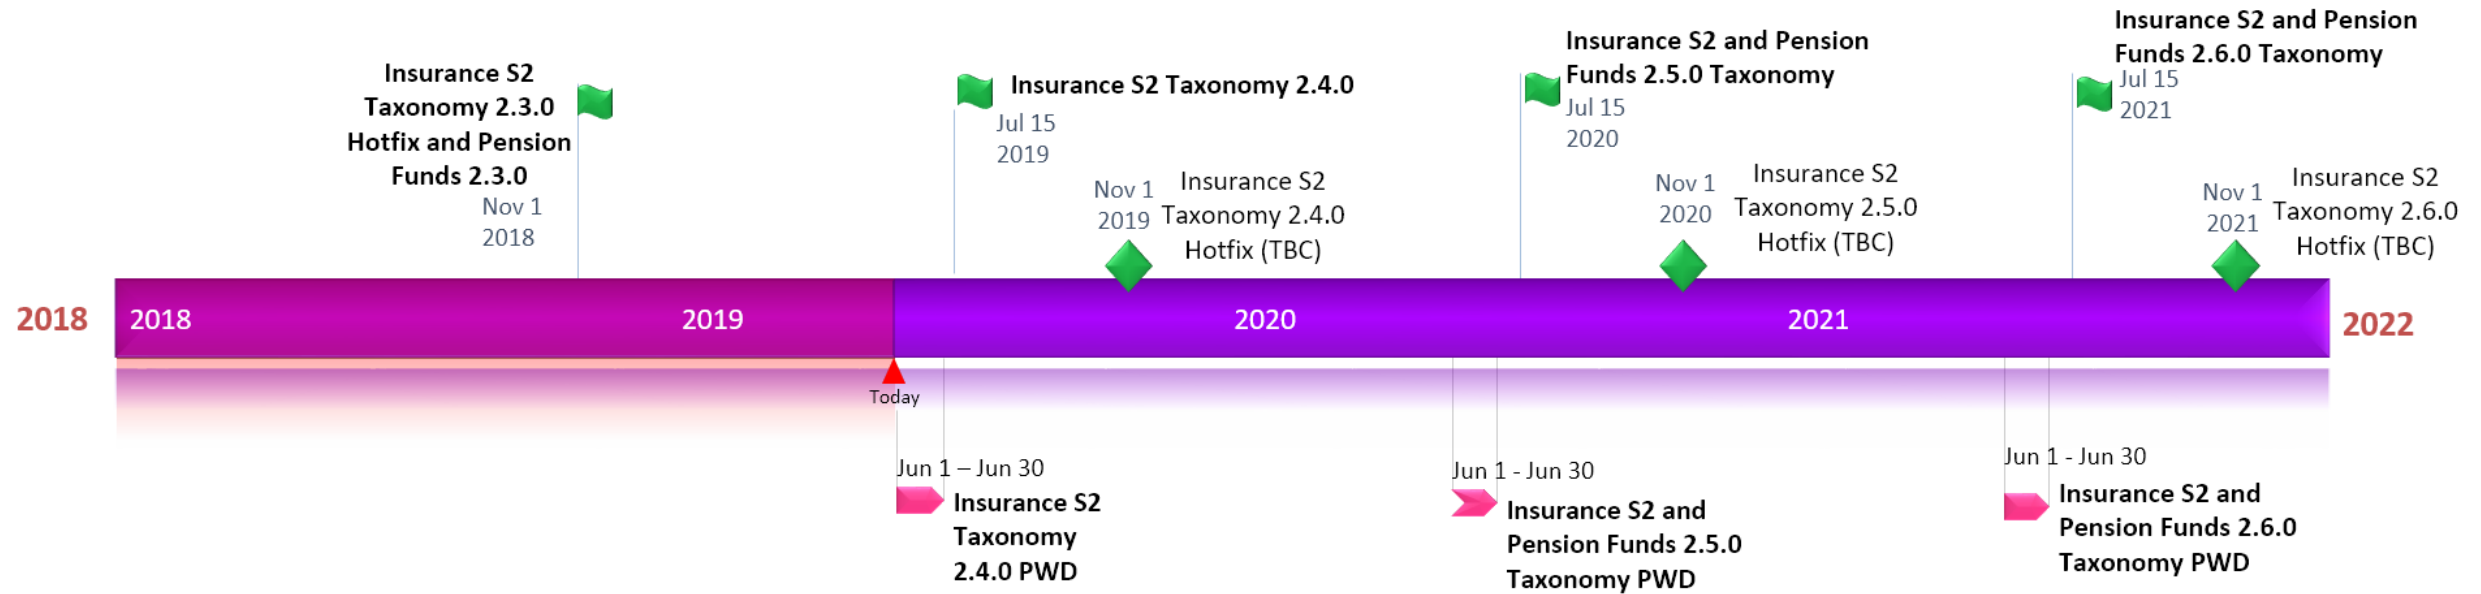 Insurance S2
Taxonomy 2.3.0
Hotfix and Pension
Funds 2.3.0
Nov 1
2018
Insurance S2 Taxonomy 2.4.0
Jul 15
2019
Nov 1
2019
Insurance S2
Taxonomy 2.4.0
Hotfix (TBC)
Insurance S2 and Pension
Funds 2.5.0 Taxonomy
Jul 15
2020
Nov 1
2020
Insurance S2
Taxonomy 2.5.0
Hotfix (TBC)
Insurance S2 and Pension
Funds 2.6.0 Taxonomy
Jul 15
2021
Nov 1
2021
Insurance S2
Taxonomy 2.6.0
Hotfix (TBC)
2018
2018
2019
2020
2021
2022
Today
Jun 1 – Jun 30
Insurance S2
Taxonomy
2.4.0 PWD
Jun 1 - Jun 30
Insurance S2 and
Pension Funds 2.5.0
Taxonomy PWD
Jun 1 - Jun 30
Insurance S2 and
Pension Funds 2.6.0
Taxonomy PWD